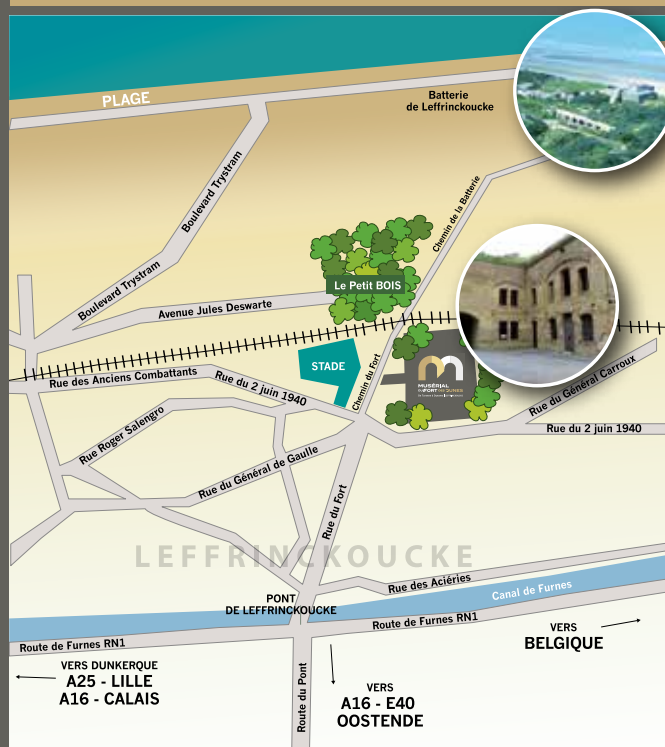 PLAGE
Batterie
de Leffrinckoucke
Boulevard Trystram
Chemin de la Batterie
Boulevard Trystram
Le Petit BOIS
Avenue Jules Deswarte
STADE
Chemin du Fort
MUSÉRIAL
Rue des Anciens Combattants
Rue du 2 juin 1940
Rue du Général Carroux
Rue Roger Salengro
Rue du 2 juin 1940
Rue du Général de Gaulle
Rue du Fort
LEFFRINCKOUCKE
Rue des Aciéries
Canal de Furnes
PONT
DE LEFFRINCKOUCKE
Route de Furnes RN1
Route de Furnes RN1
VERS
BELGIQUE
VERS DUNKERQUE
A25 - LILLE
A16 - CALAIS
Route du Pont
VERS
A16 - E40
OOSTENDE